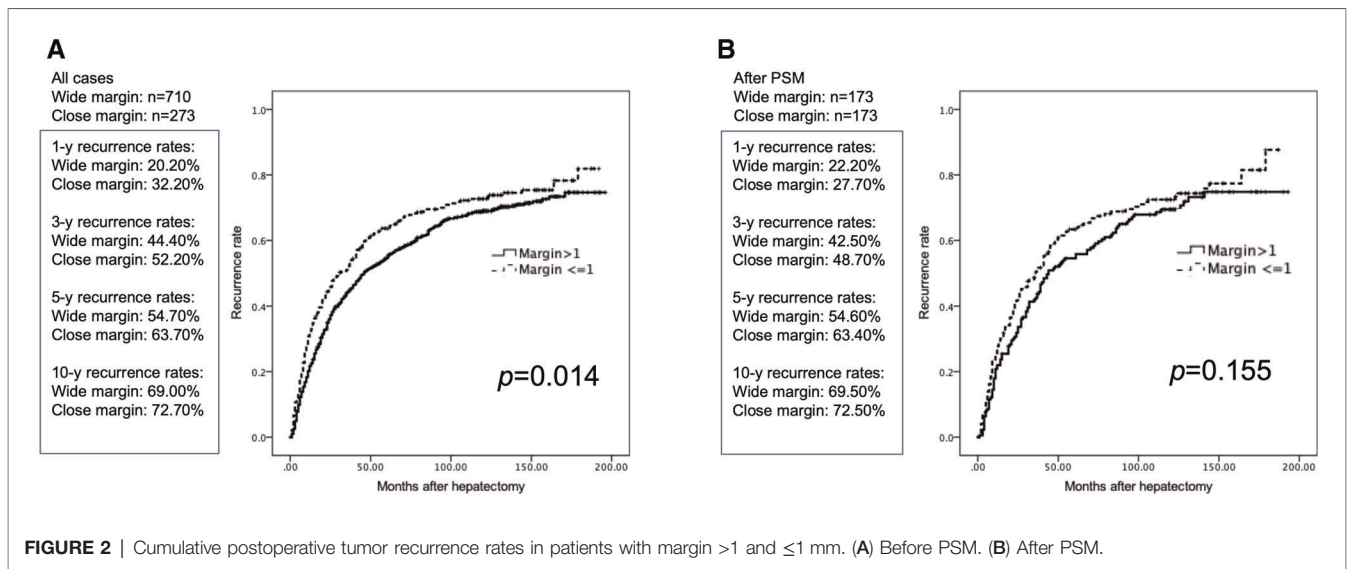 A
All cases
Wide margin: n=710
Close margin: n=273
1-y recurrence rates:
Wide margin: 20.20%
Close margin: 32.20%
3-y recurrence rates:
Wide margin: 44.40%
Close margin: 52.20%
5-y recurrence rates:
Wide margin: 54.70%
Close margin: 63.70%
10-y recurrence rates:
Wide margin: 69.00%
Close margin: 72.70%
Recurrence rate
1.0
0.8
0.6
0.4
0.2
0.0
Margin>1
Margin <=1
p=0.014
.00 50.00 100.00 150.00 200.00
Months after hepatectomy
B
After PSM
Wide margin: n=173
Close margin: n=173
1-y recurrence rates:
Wide margin: 22.20%
Close margin: 27.70%
3-y recurrence rates:
Wide margin: 42.50%
Close margin: 48.70%
5-y recurrence rates:
Wide margin: 54.60%
Close margin: 63.40%
10-y recurrence rates:
Wide margin: 69.50%
Close margin: 72.50%
Recurrence rate
1.0
0.8
0.6
0.4
0.2
0.0
Margin>1
Margin <=1
p=0.155
.00 50.00 100.00 150.00 200.00
Months after hepatectomy
FIGURE 2 | Cumulative postoperative tumor recurrence rates in patients with margin >1 and ≤1 mm. (A) Before PSM. (B) After PSM.